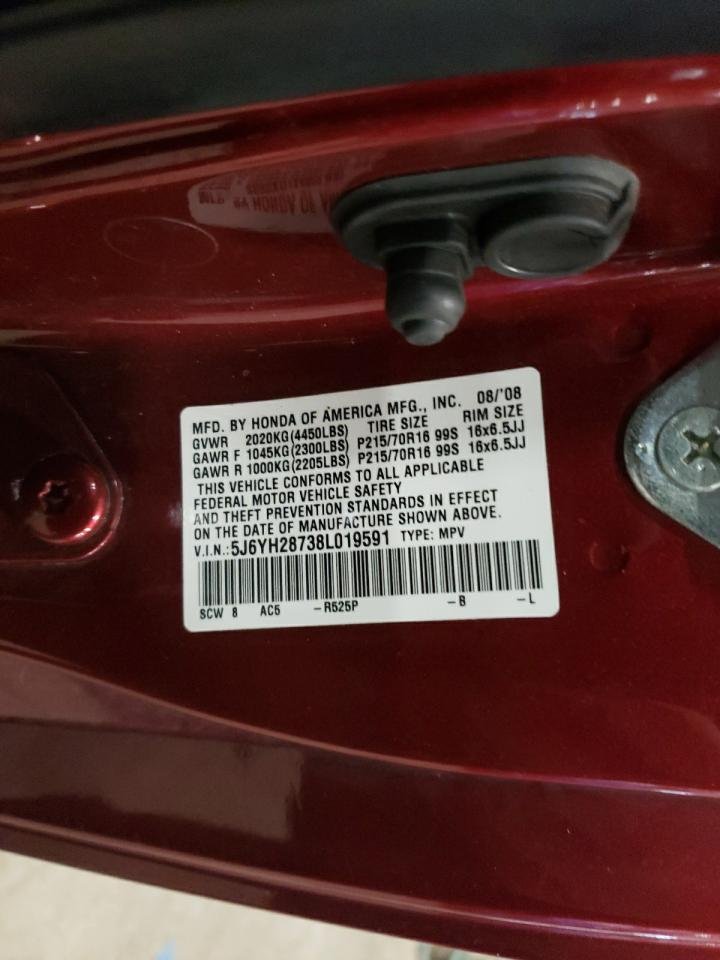 MFD. BY HONDA OF AMERICA MFG., INC. 08/'08
GVWR 2020KG(4450LBS) TIRE SIZE RIM SIZE
GAWR F 1045KG(2300LBS) P215/70R16 99S 16x6.5JJ
GAWR R 1000KG(2205LBS) P215/70R16 99S 16x6.5JJ
THIS VEHICLE CONFORMS TO ALL APPLICABLE
FEDERAL MOTOR VEHICLE SAFETY
AND THEFT PREVENTION STANDARDS IN EFFECT
ON THE DATE OF MANUFACTURE SHOWN ABOVE.
V.I.N.:5J6YH28738L019591 TYPE: MPV
SCW 8 AC5 -R525P -B -L